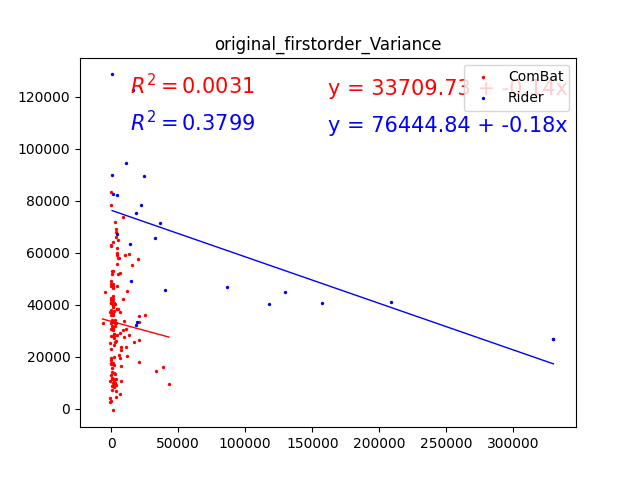 original_firstorder_Variance
R² = 0.0031
y = 33709.73 + -0.14x
R² = 0.3799
y = 76444.84 + -0.18x
ComBat
Rider
120000
100000
80000
60000
40000
20000
0
0 50000 100000 150000 200000 250000 300000